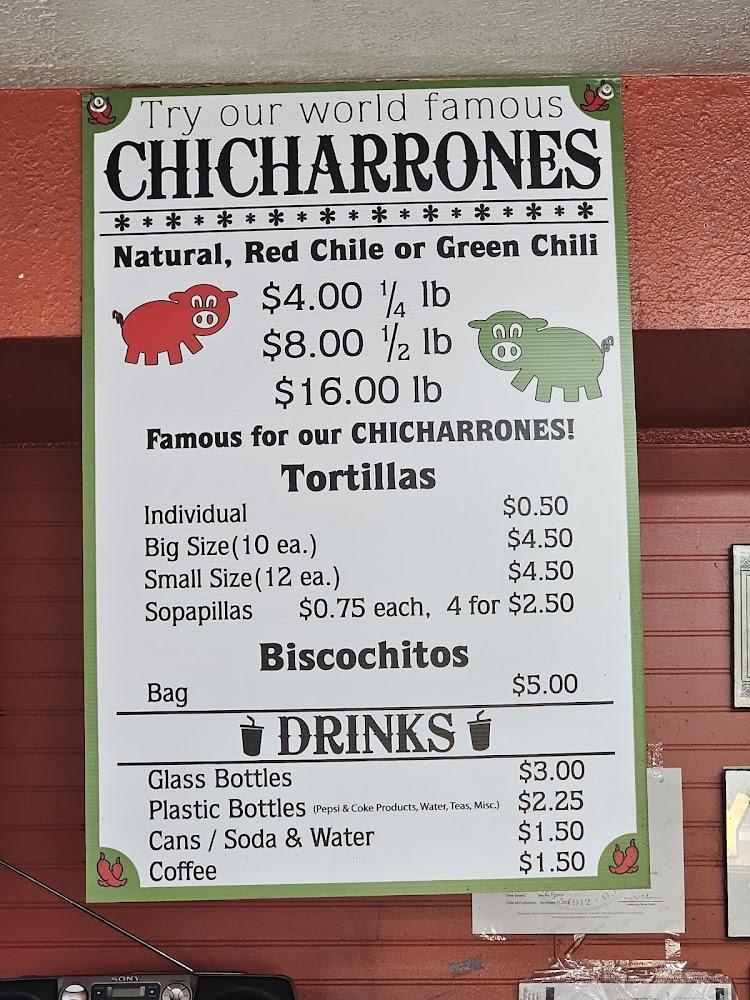 Try our world famous
CHICHARRONES
* * * * * * * * * * * * * * * * * * *
Natural, Red Chile or Green Chili
$4.00 1/4 lb
$8.00 1/2 lb
$16.00 lb
Famous for our CHICHARRONES!
Tortillas
Individual $0.50
Big Size(10 ea.) $4.50
Small Size(12 ea.) $4.50
Sopapillas $0.75 each, 4 for $2.50
Biscochitos
Bag $5.00
DRINKS
Glass Bottles $3.00
Plastic Bottles (Pepsi & Coke Products, Water, Teas, Misc.) $2.25
Cans / Soda & Water $1.50
Coffee $1.50
SONY